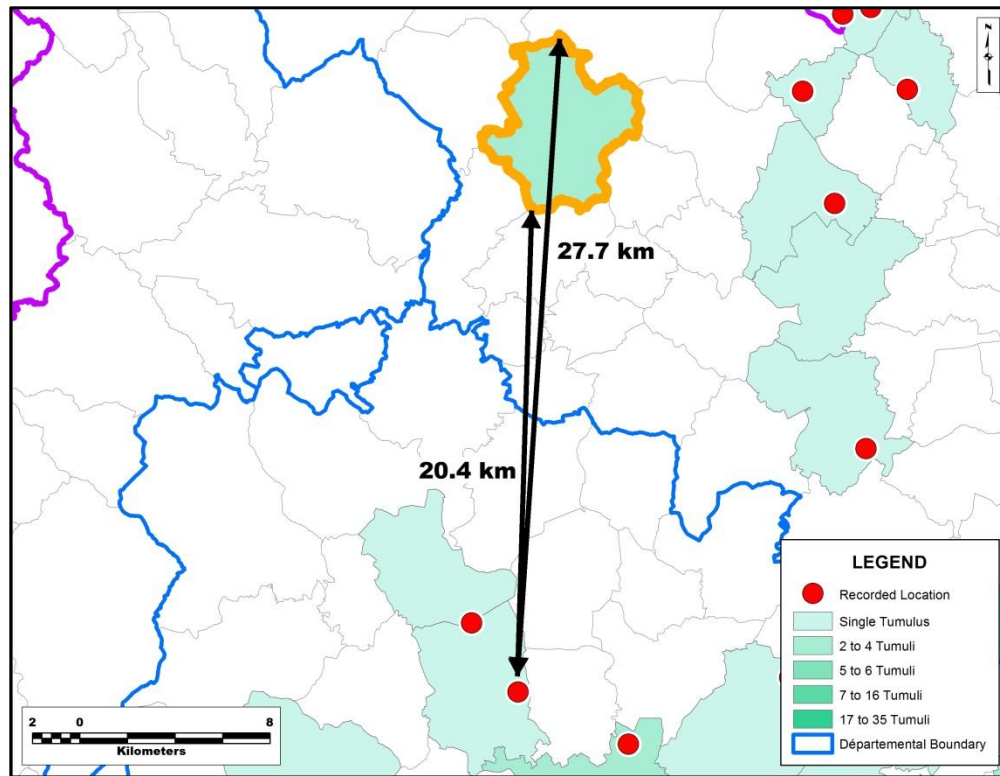 N
27.7 km
20.4 km
LEGEND
Recorded Location
Single Tumulus
2 to 4 Tumuli
5 to 6 Tumuli
7 to 16 Tumuli
17 to 35 Tumuli
Départemental Boundary
2 0 8
Kilometers